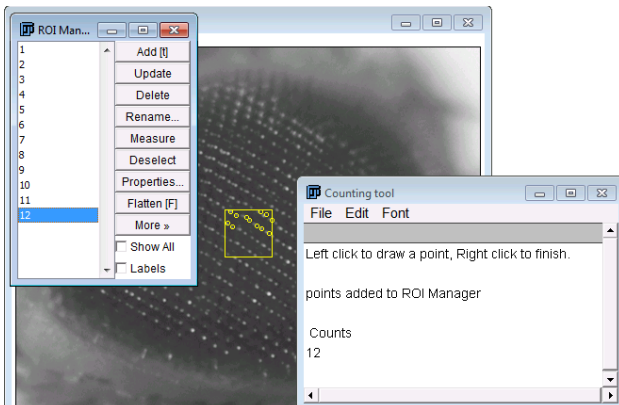 ROI Man...
1
2
3
4
5
6
7
8
9
10
11
12
Add [t]
Update
Delete
Rename...
Measure
Deselect
Properties...
Flatten [F]
More »
Show All
Labels
Counting tool
File Edit Font
Left click to draw a point, Right click to finish.
points added to ROI Manager
Counts
12